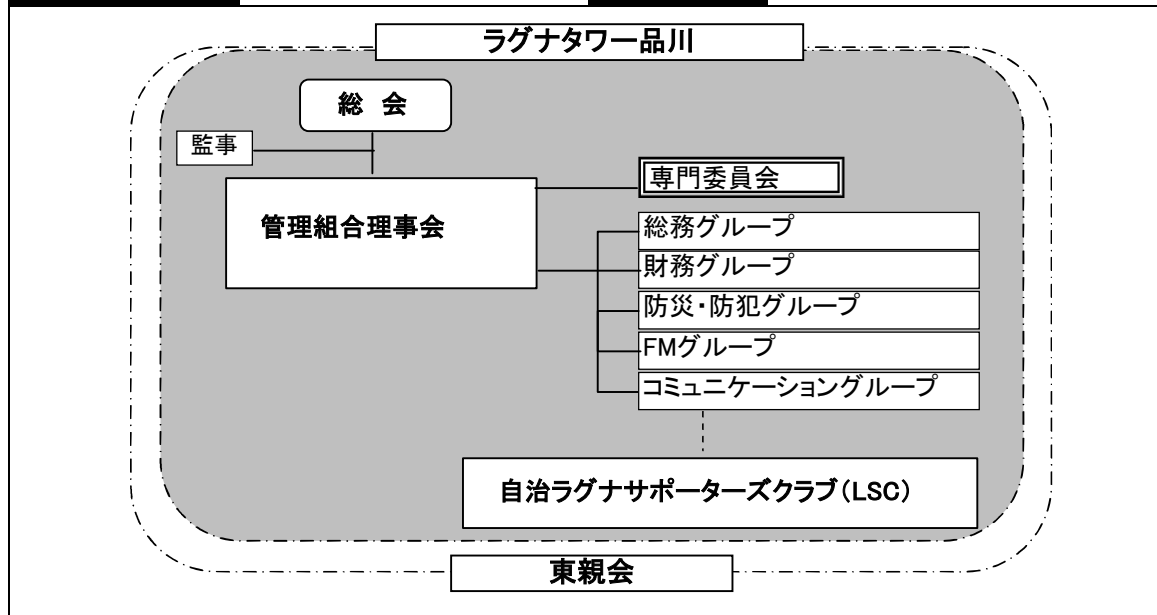 ラグナタワー品川
総 会
監事
管理組合理事会
専門委員会
総務グループ
財務グループ
防災・防犯グループ
FMグループ
コミュニケーショングループ
自治ラグナサポーターズクラブ(LSC)
東親会